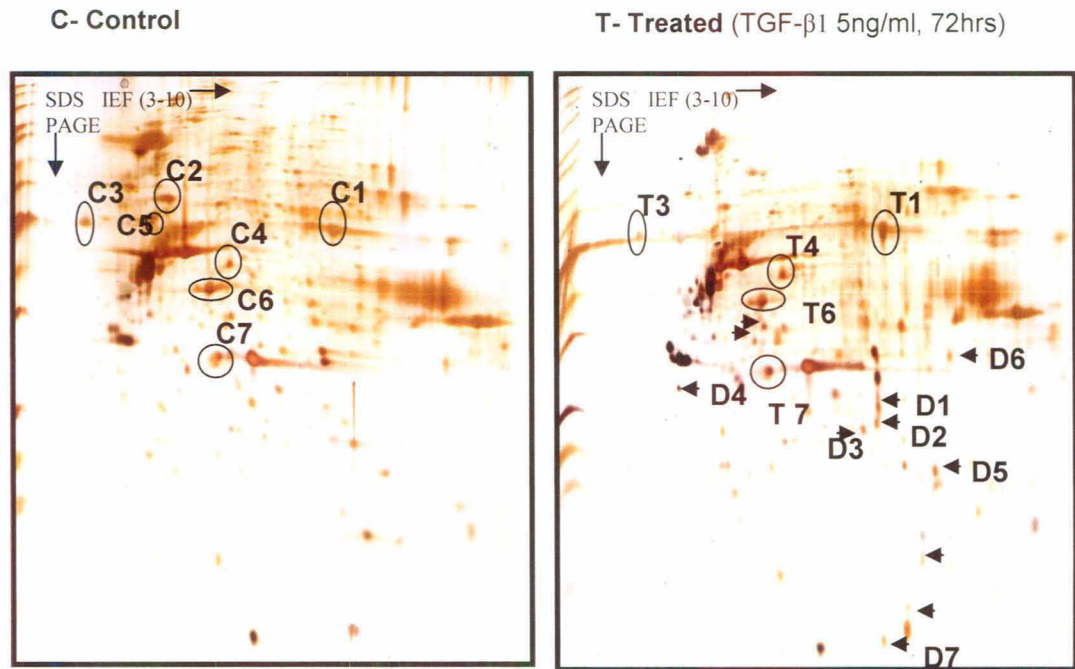 C- Control
T- Treated (TGF-β1 5ng/ml, 72hrs)
SDS IEF (3-10)
PAGE
C2
C3
C1
C5
C4
C6
C7
SDS IEF (3-10)
PAGE
T3
T1
T4
T6
D6
D4
T 7
D1
D2
D3
D5
D7